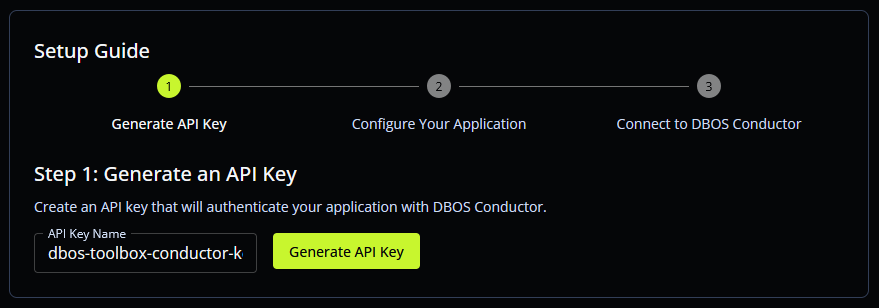 Setup Guide
1 2 3
Generate API Key Configure Your Application Connect to DBOS Conductor
Step 1: Generate an API Key
Create an API key that will authenticate your application with DBOS Conductor.
API Key Name
dbos-toolbox-conductor-k Generate API Key